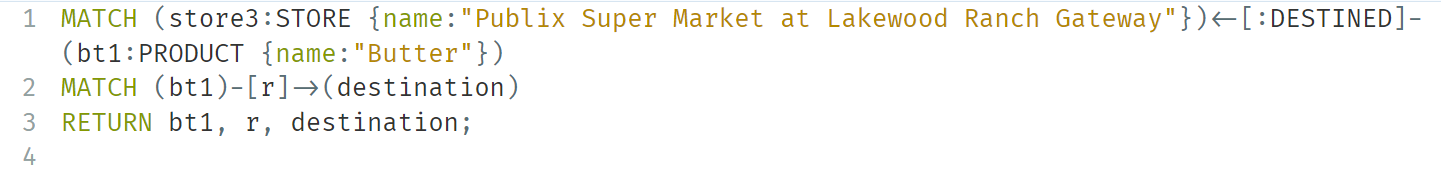 1 MATCH (store3:STORE {name:"Publix Super Market at Lakewood Ranch Gateway"})<-[:DESTINED]-
(bt1:PRODUCT {name:"Butter"})
2 MATCH (bt1)-[r]->(destination)
3 RETURN bt1, r, destination;
4